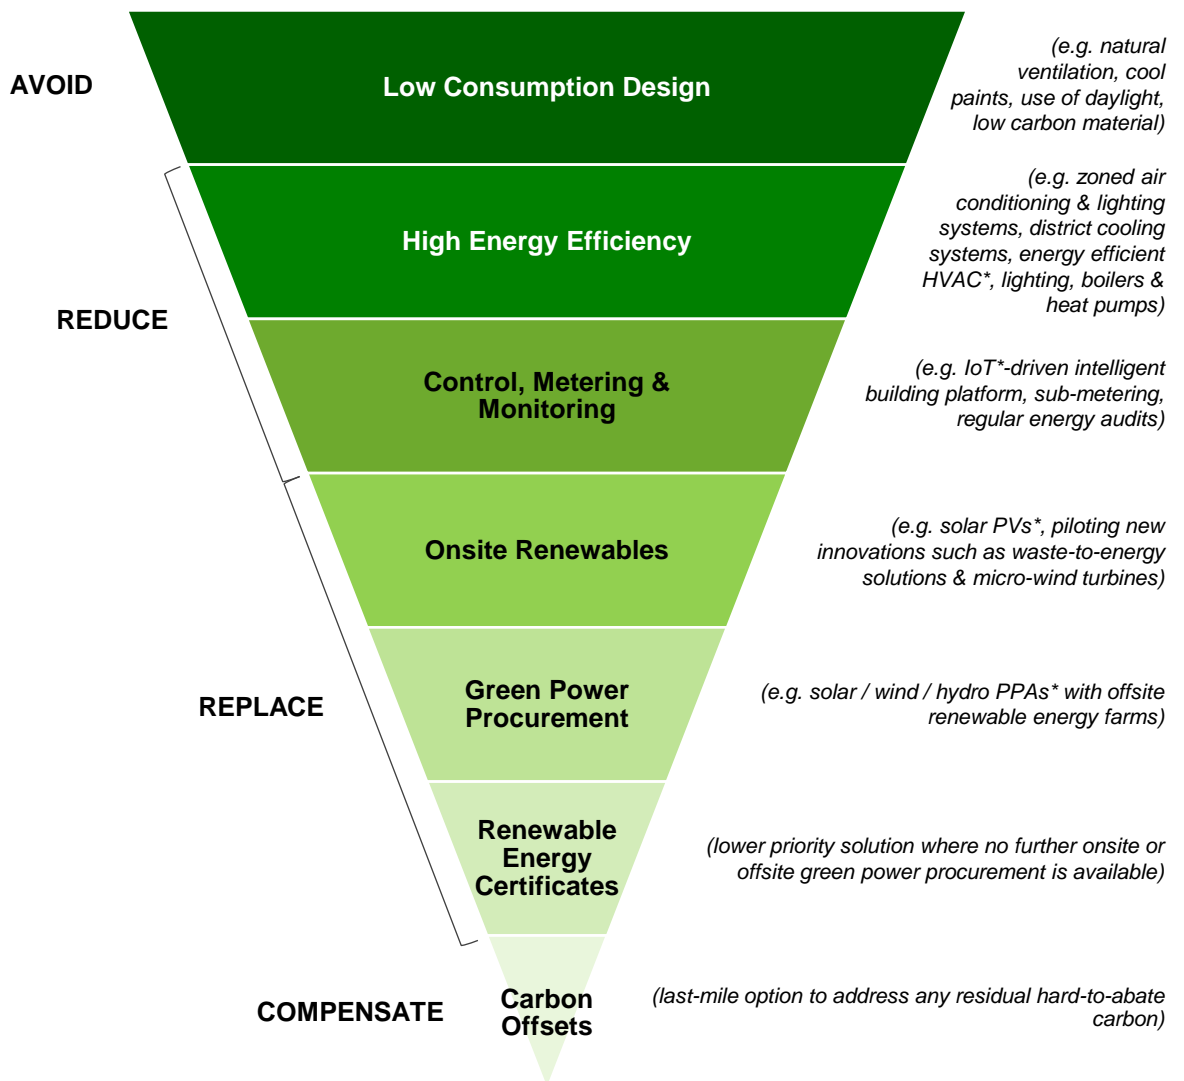 AVOID
Low Consumption Design
(e.g. natural
ventilation, cool
paints, use of daylight,
low carbon material)
REDUCE
High Energy Efficiency
(e.g. zoned air
conditioning & lighting
systems, district cooling
systems, energy efficient
HVAC*, lighting, boilers &
heat pumps)
Control, Metering &
Monitoring
(e.g. IoT*-driven intelligent
building platform, sub-metering,
regular energy audits)
REPLACE
Onsite Renewables
(e.g. solar PVs*, piloting new
innovations such as waste-to-energy
solutions & micro-wind turbines)
Green Power
Procurement
(e.g. solar / wind / hydro PPAs* with offsite
renewable energy farms)
Renewable
Energy
Certificates
(lower priority solution where no further onsite or
offsite green power procurement is available)
COMPENSATE
Carbon
Offsets
(last-mile option to address any residual hard-to-abate
carbon)